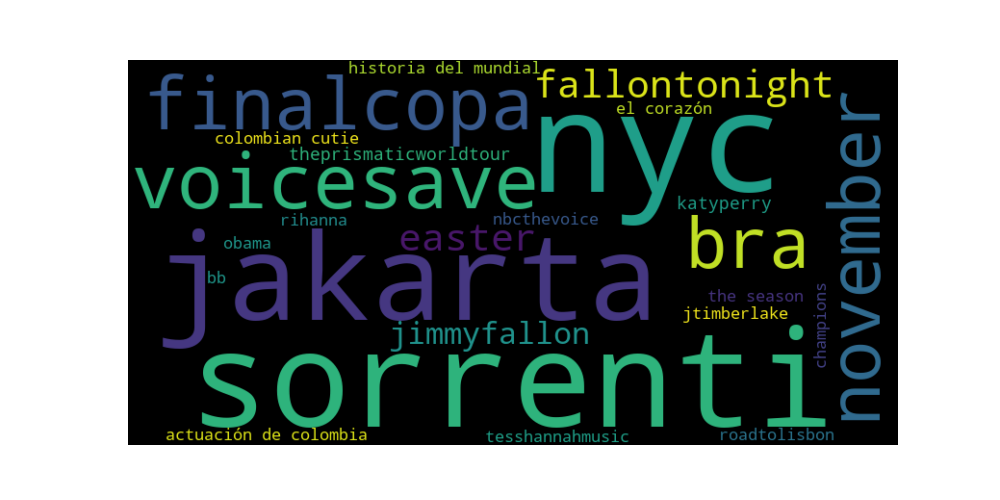 historia del mundial
finalcopa
fallontonight
el corazón
nyc
november
colombian cutie
theprismaticworldtour
voicesave
katyperry
rihanna
nbcthevoice
easter
bra
obama
jakarta
bb
the season
champions
jtimberlake
jimmyfallon
sorrenti
actuación de colombia
tesshannahmusic
roadtolisbon